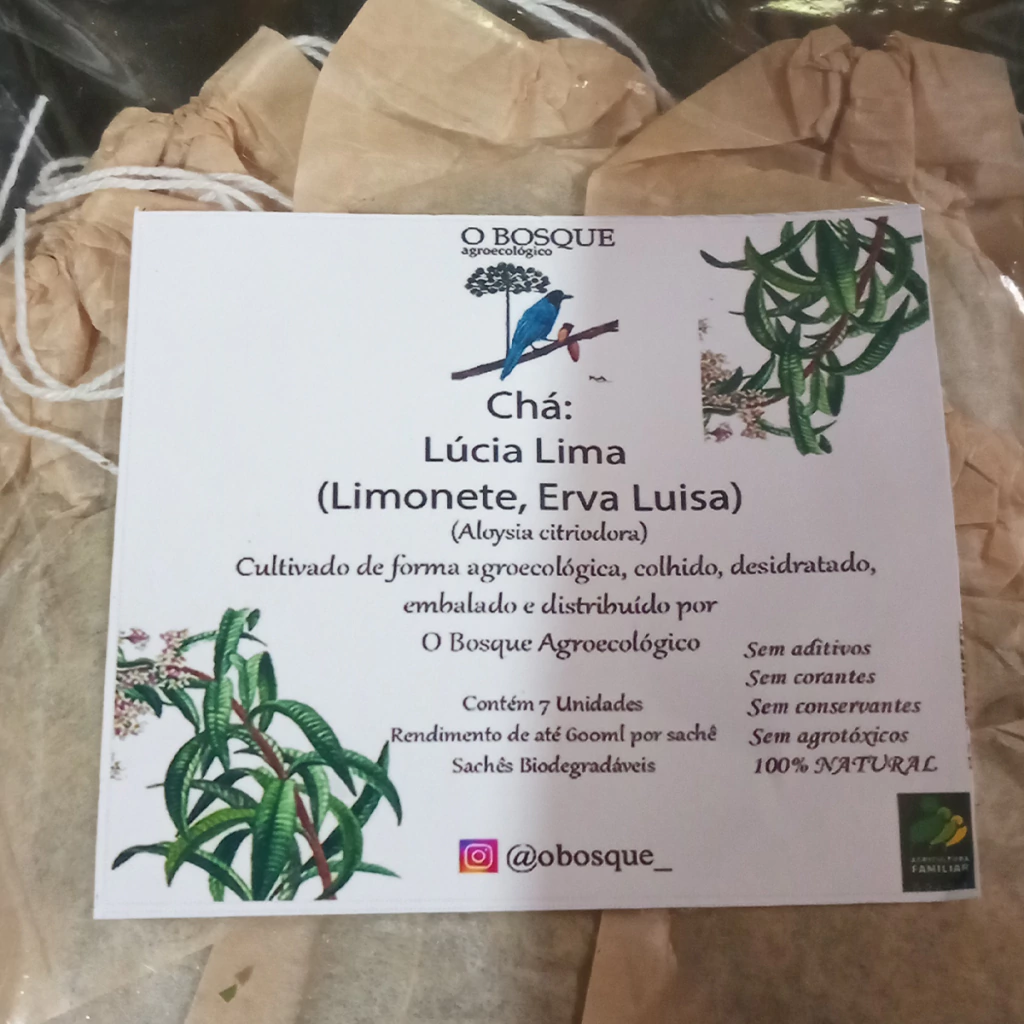 O BOSQUE
agroecológico
Chá:
Lúcia Lima
(Limonete, Erva Luisa)
(Aloysia citriodora)
Cultivado de forma agroecológica, colhido, desidratado,
embalado e distribuído por
O Bosque Agroecológico
Contém 7 Unidades
Rendimento de até 600ml por sachê
Sachês Biodegradáveis
Sem aditivos
Sem corantes
Sem conservantes
Sem agrotóxicos
100% NATURAL
@obosque_
AGRICULTURA
FAMILIAR